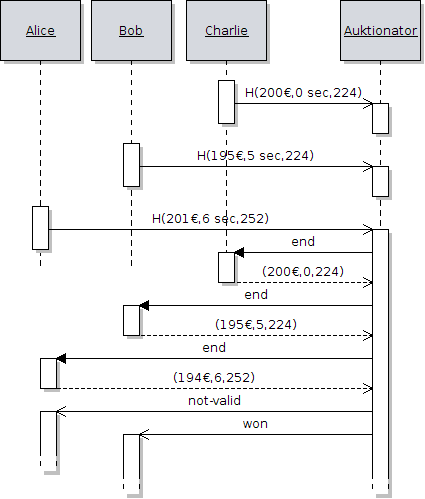 Alice Bob Charlie Auktionator
H(200€,0 sec,224)
H(195€,5 sec,224)
H(201€,6 sec,252)
end
(200€,0,224)
end
(195€,5,224)
end
(194€,6,252)
not-valid
won